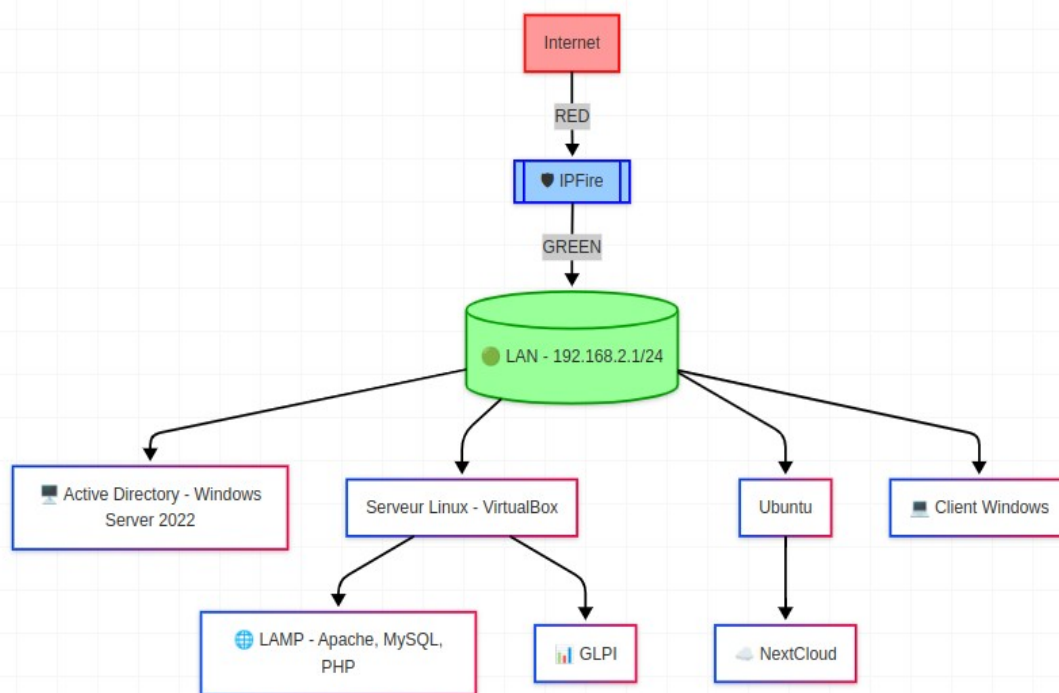 Internet
RED
🛡 IPFire
GREEN
🟢 LAN - 192.168.2.1/24
🖥️ Active Directory - Windows
Server 2022
Serveur Linux - VirtualBox
Ubuntu
💻 Client Windows
🌐 LAMP - Apache, MySQL,
PHP
📊 GLPI
☁️ NextCloud